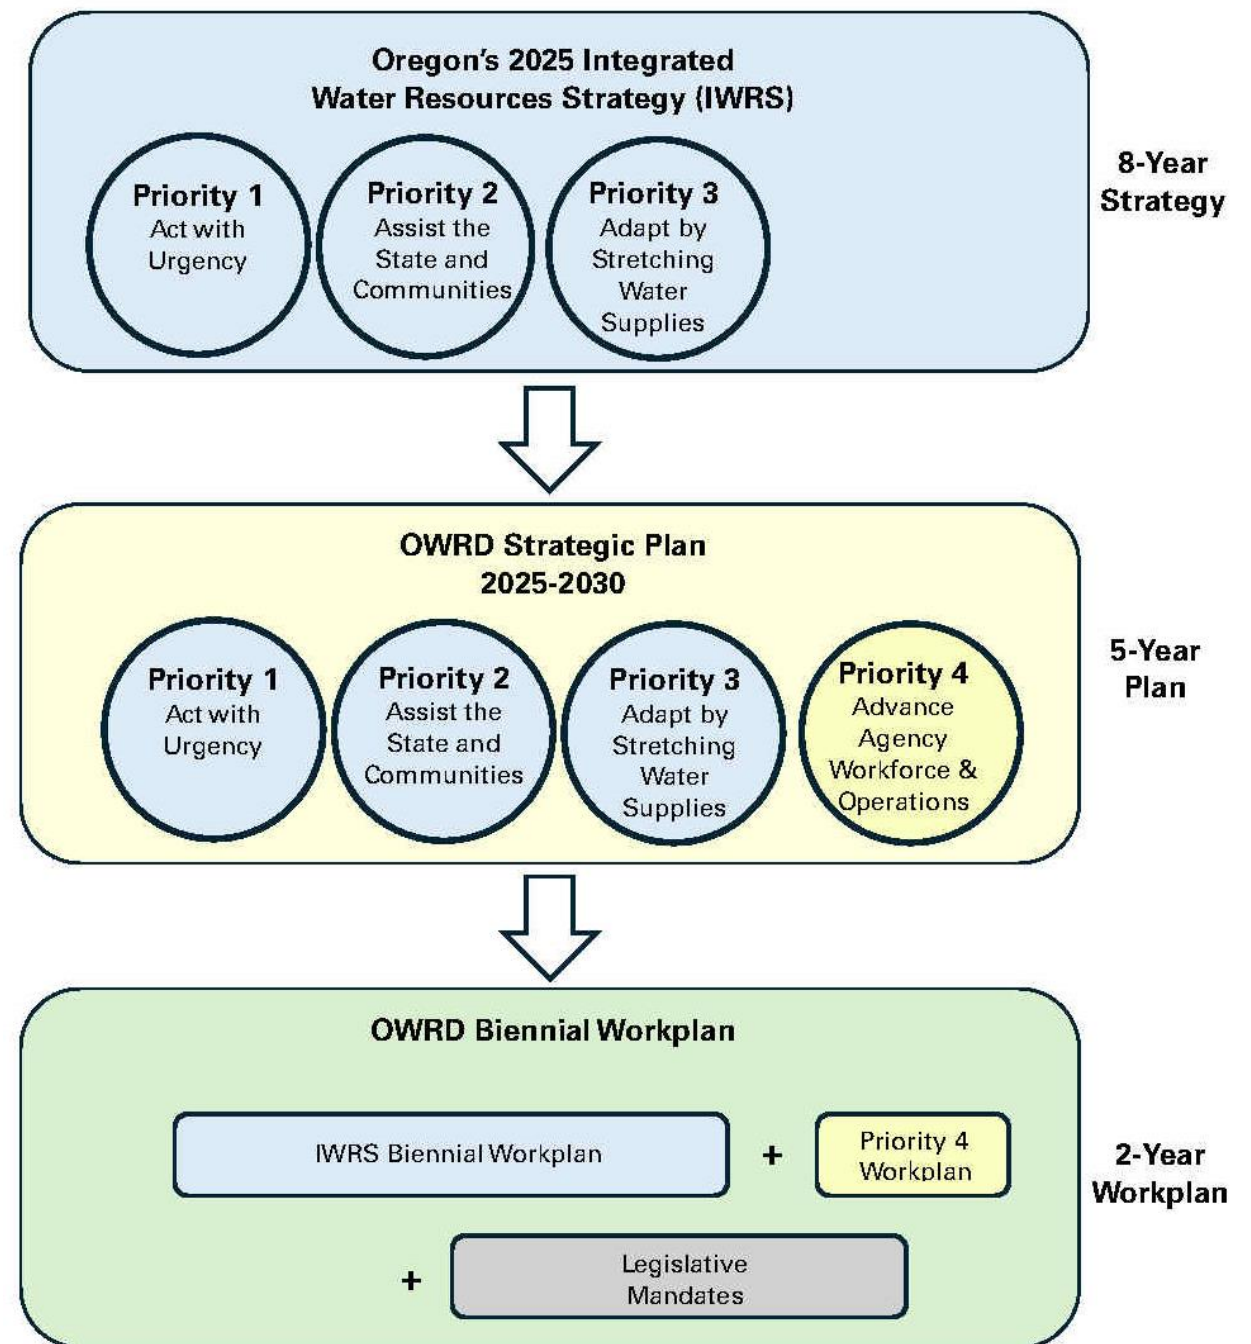 Oregon's 2025 Integrated
Water Resources Strategy (IWRS)
Priority 1
Act with
Urgency
Priority 2
Assist the
State and
Communities
Priority 3
Adapt by
Stretching
Water
Supplies
8-Year
Strategy
OWRD Strategic Plan
2025-2030
Priority 1
Act with
Urgency
Priority 2
Assist the
State and
Communities
Priority 3
Adapt by
Stretching
Water
Supplies
Priority 4
Advance
Agency
Workforce &
Operations
5-Year
Plan
OWRD Biennial Workplan
IWRS Biennial Workplan
+
Priority 4
Workplan
+
Legislative
Mandates
2-Year
Workplan